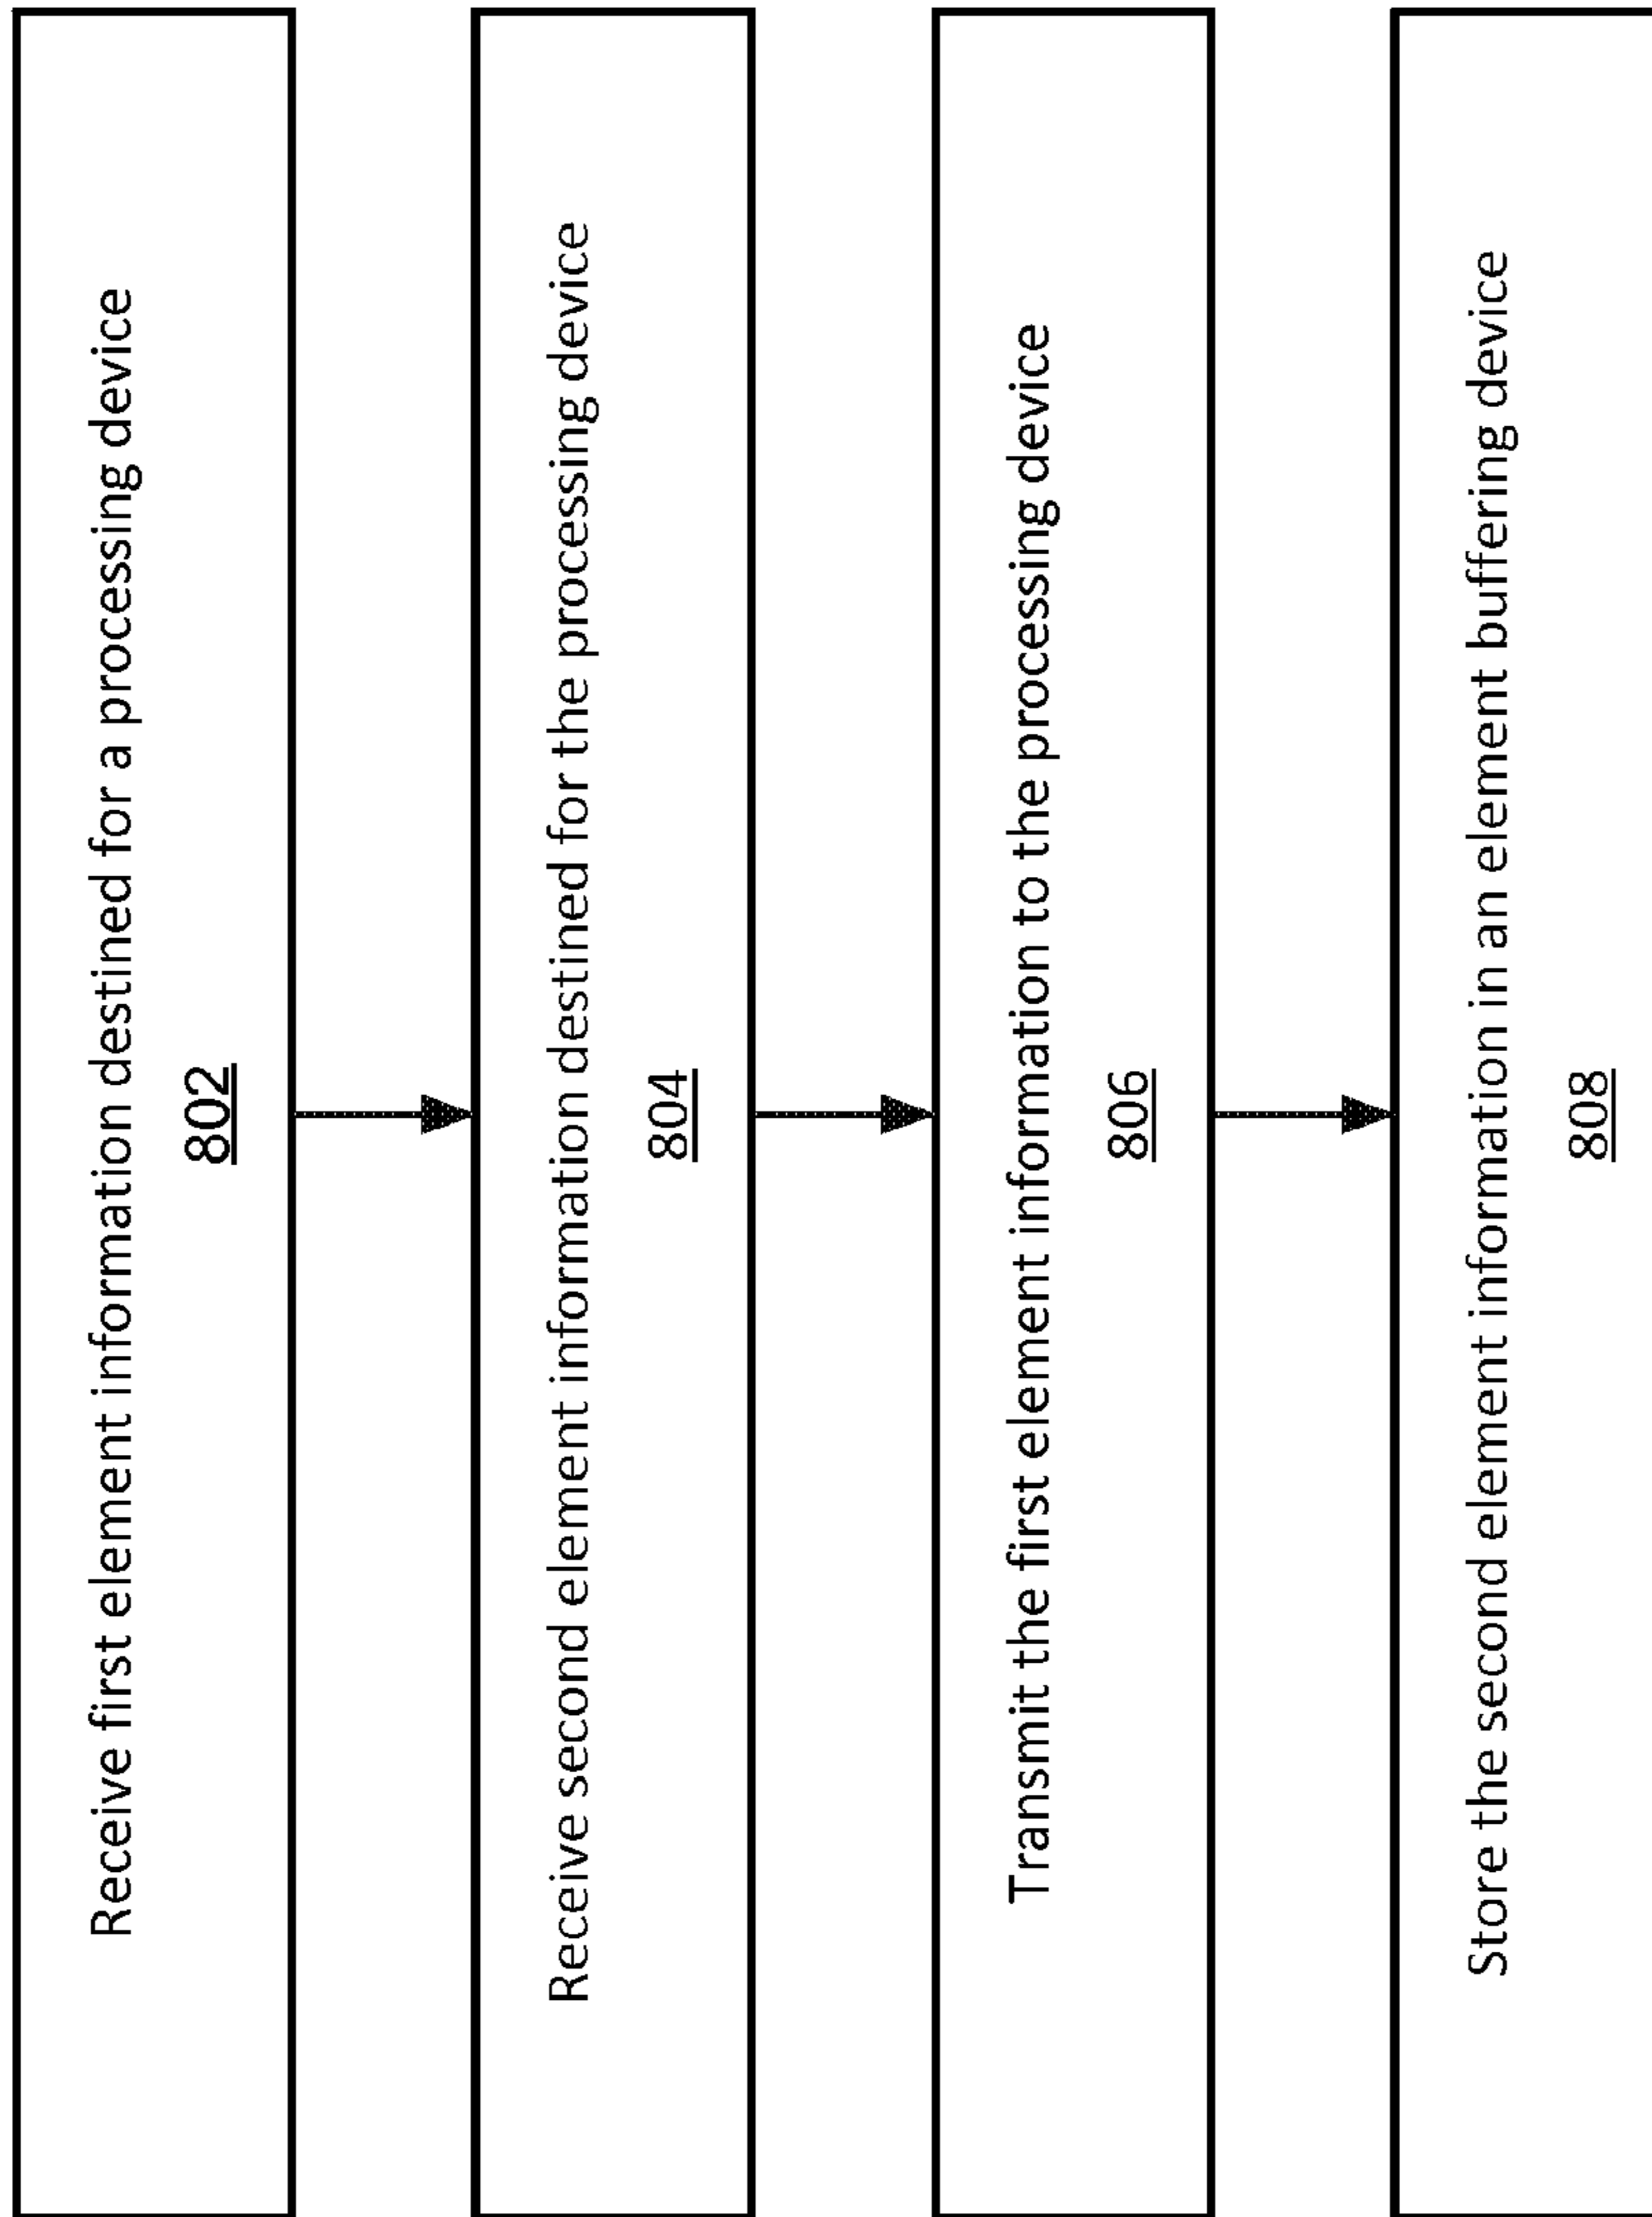 Receive first element information destined for a processing device
802
Receive second element information destined for the processing device
804
Transmit the first element information to the processing device
806
Store the second element information in an element buffering device
808